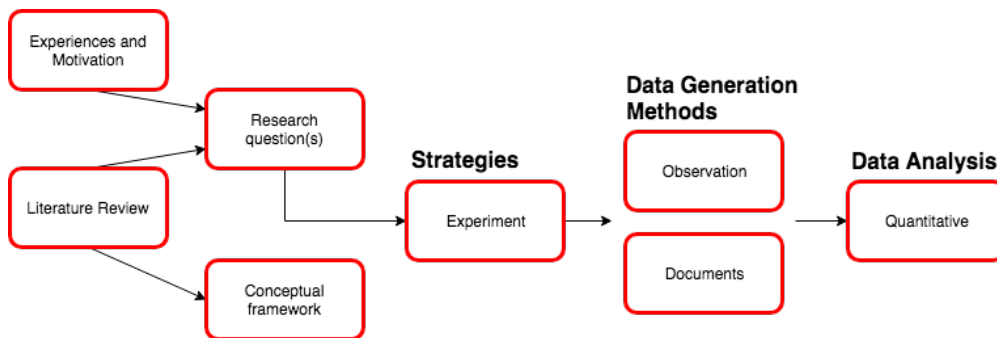 Experiences and
Motivation
Research
question(s)
Literature Review
Conceptual
framework
Strategies
Experiment
Data Generation
Methods
Observation
Documents
Data Analysis
Quantitative